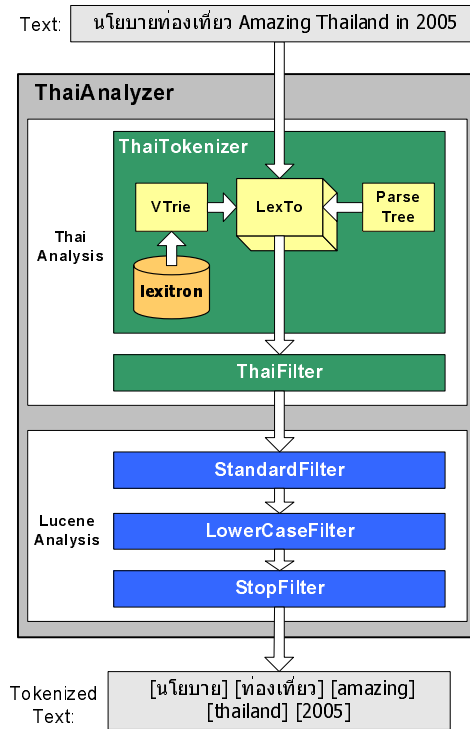 Text:
นโยบายท่องเที่ยว Amazing Thailand in 2005
ThaiAnalyzer
Thai
Analysis
ThaiTokenizer
VTrie
LexTo
Parse
Tree
lexitron
ThaiFilter
Lucene
Analysis
StandardFilter
LowerCaseFilter
StopFilter
Tokenized
Text:
[นโยบาย] [ท่องเที่ยว] [amazing]
[thailand] [2005]